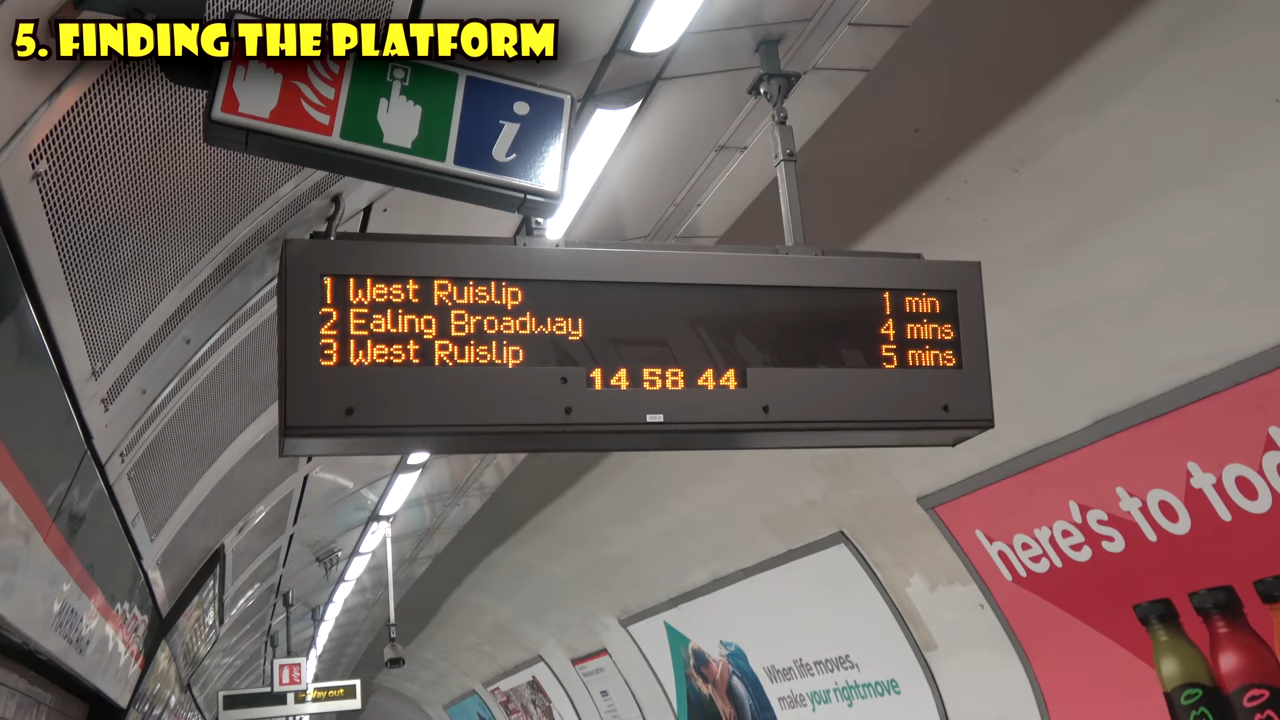 5. FINDING THE PLATFORM
i
1 West Ruislip 1 min
2 Ealing Broadway 4 mins
3 West Ruislip 5 mins
14 58 44
here's to
When life moves,
make your rightmove
Way out